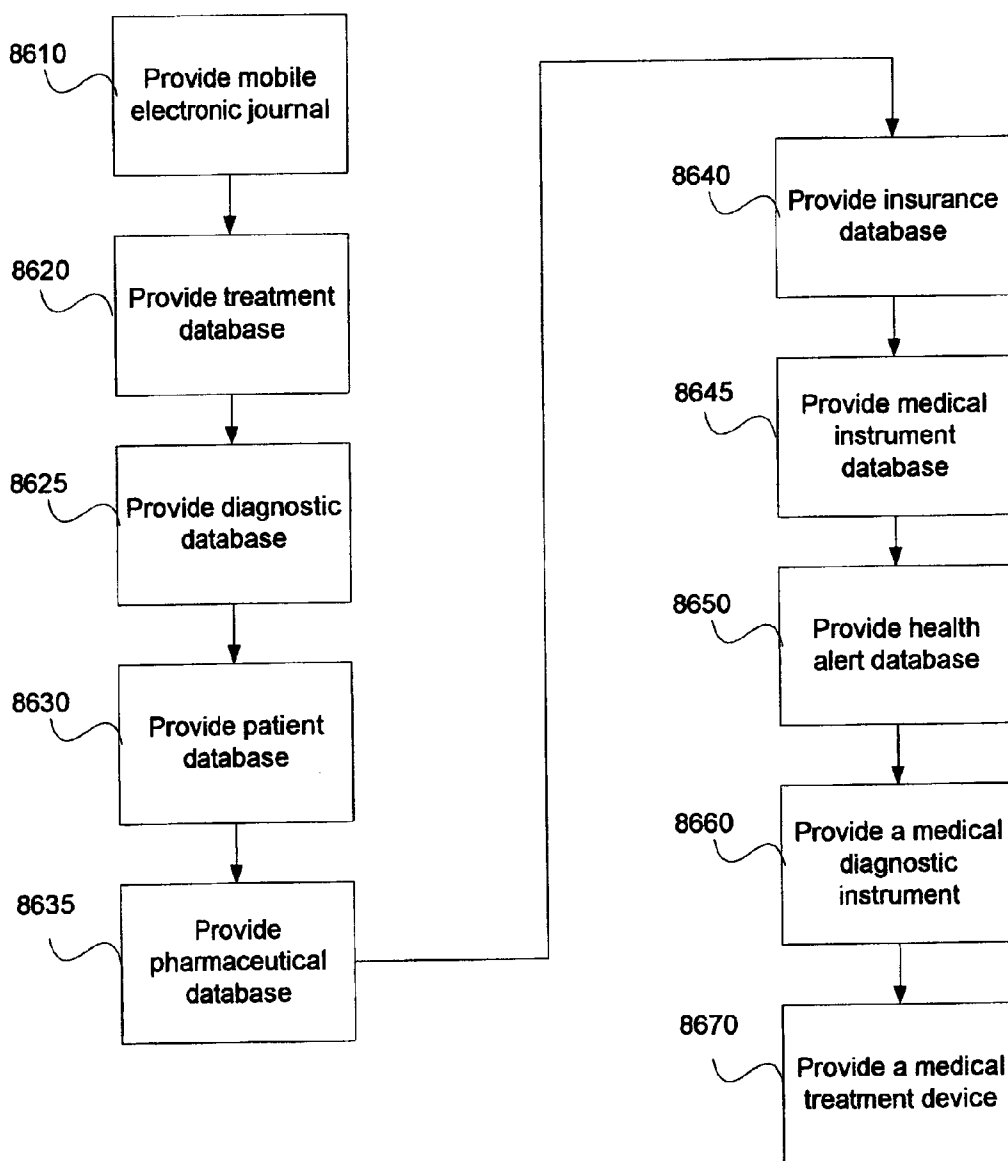 8610
Provide mobile
electronic journal
8620
Provide treatment
database
8625
Provide diagnostic
database
8630
Provide patient
database
8635
Provide
pharmaceutical
database
8640
Provide insurance
database
8645
Provide medical
instrument
database
8650
Provide health
alert database
8660
Provide a medical
diagnostic
instrument
8670
Provide a medical
treatment device